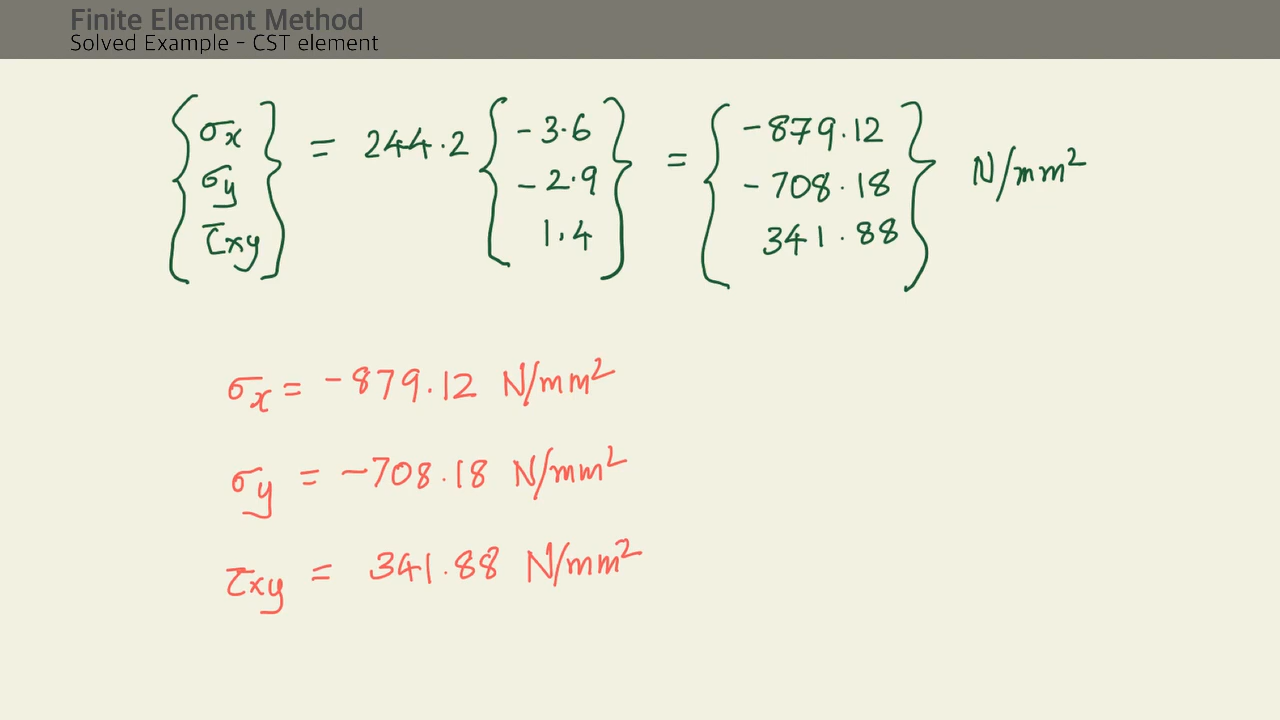 Finite Element Method
Solved Example - CST element
{σx σy τxy} = 244.2 {-3.6 -2.9 1.4} = {-879.12 -708.18 341.88} N/mm²
σx = -879.12 N/mm²
σy = -708.18 N/mm²
τxy = 341.88 N/mm²